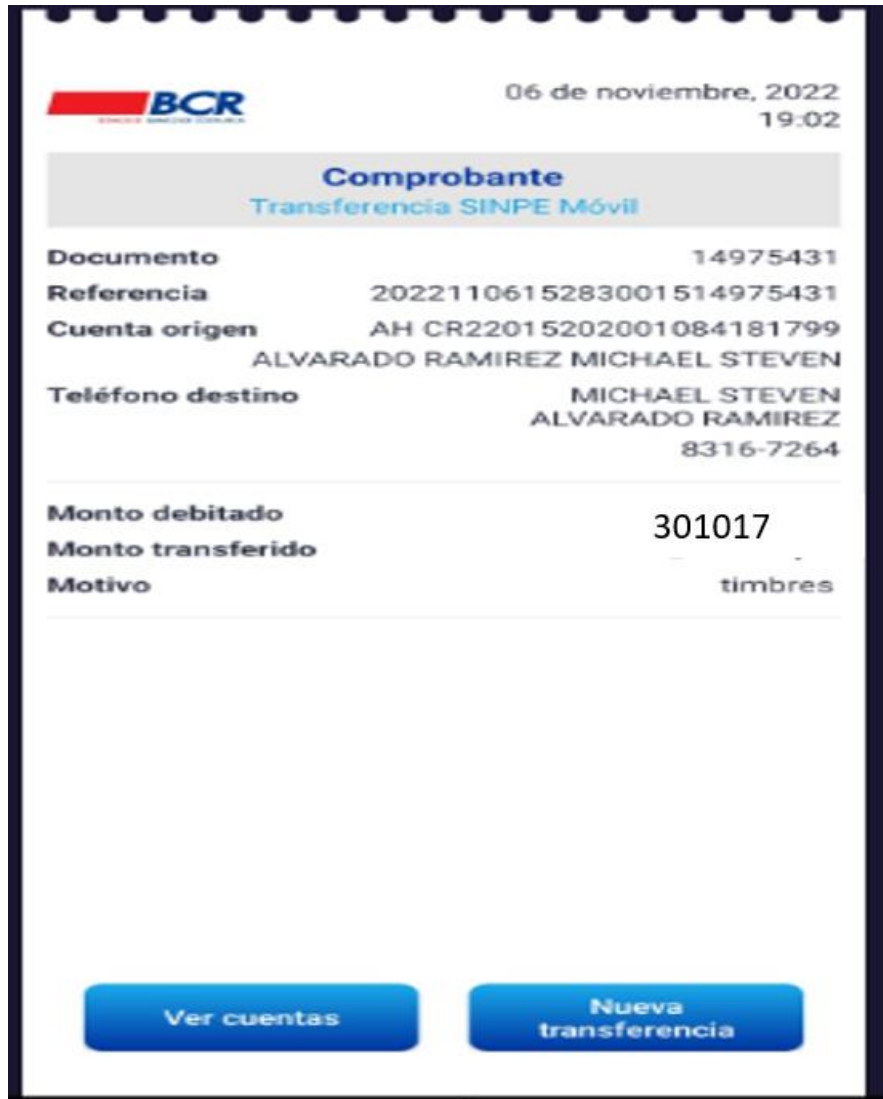 BCR
06 de noviembre, 2022
19:02
Comprobante
Transferencia SINPE Móvil
Documento 14975431
Referencia 2022110615283001514975431
Cuenta origen AH CR22015202001084181799
ALVARADO RAMIREZ MICHAEL STEVEN
Teléfono destino MICHAEL STEVEN
ALVARADO RAMIREZ
8316-7264
Monto debitado
301017
Monto transferido
Motivo timbres
Ver cuentas
Nueva
transferencia